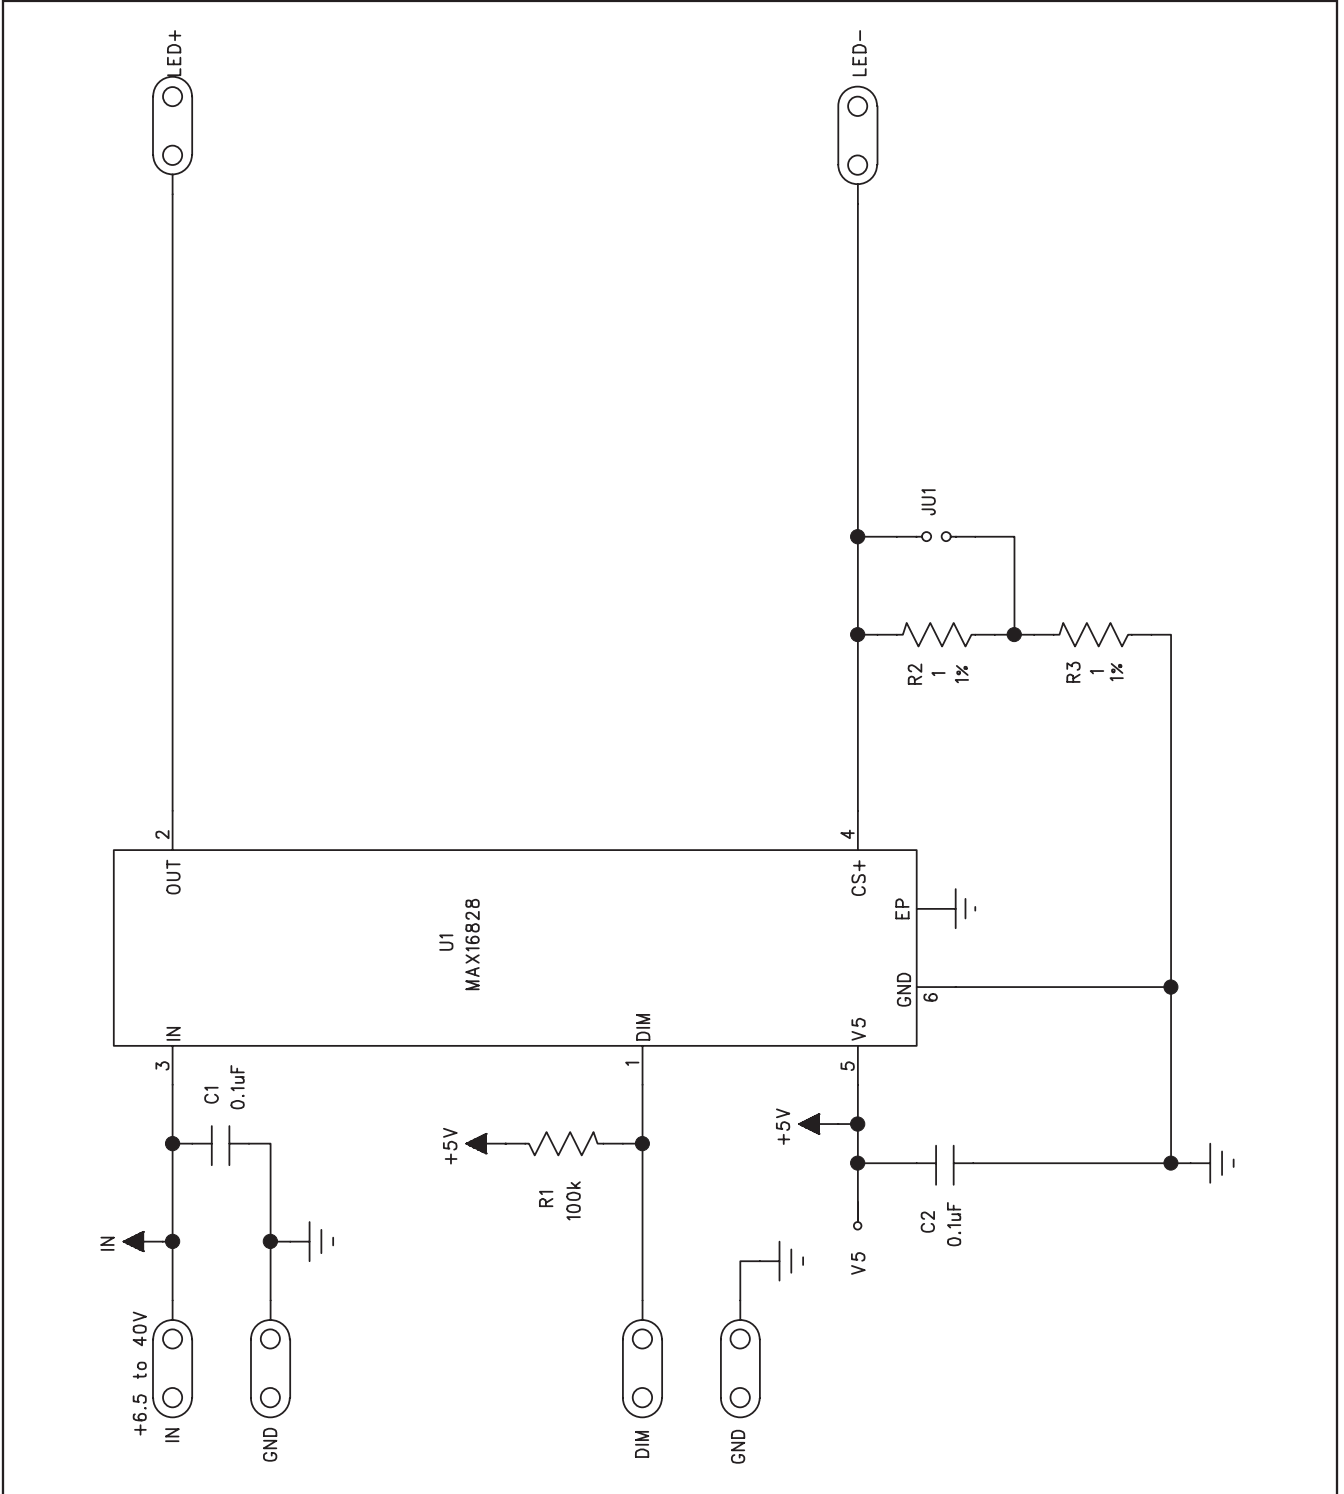 LED+
LED-
JU1
R2
1
1%
R3
1
1%
2
4
OUT
CS+
EP
U1
MAX16828
GND
6
IN
DIM
V5
3
1
5
C1
0.1uF
+5V
+5V
R1
100k
C2
0.1uF
IN
V5
+6.5 to 40V
IN
GND
DIM
GND